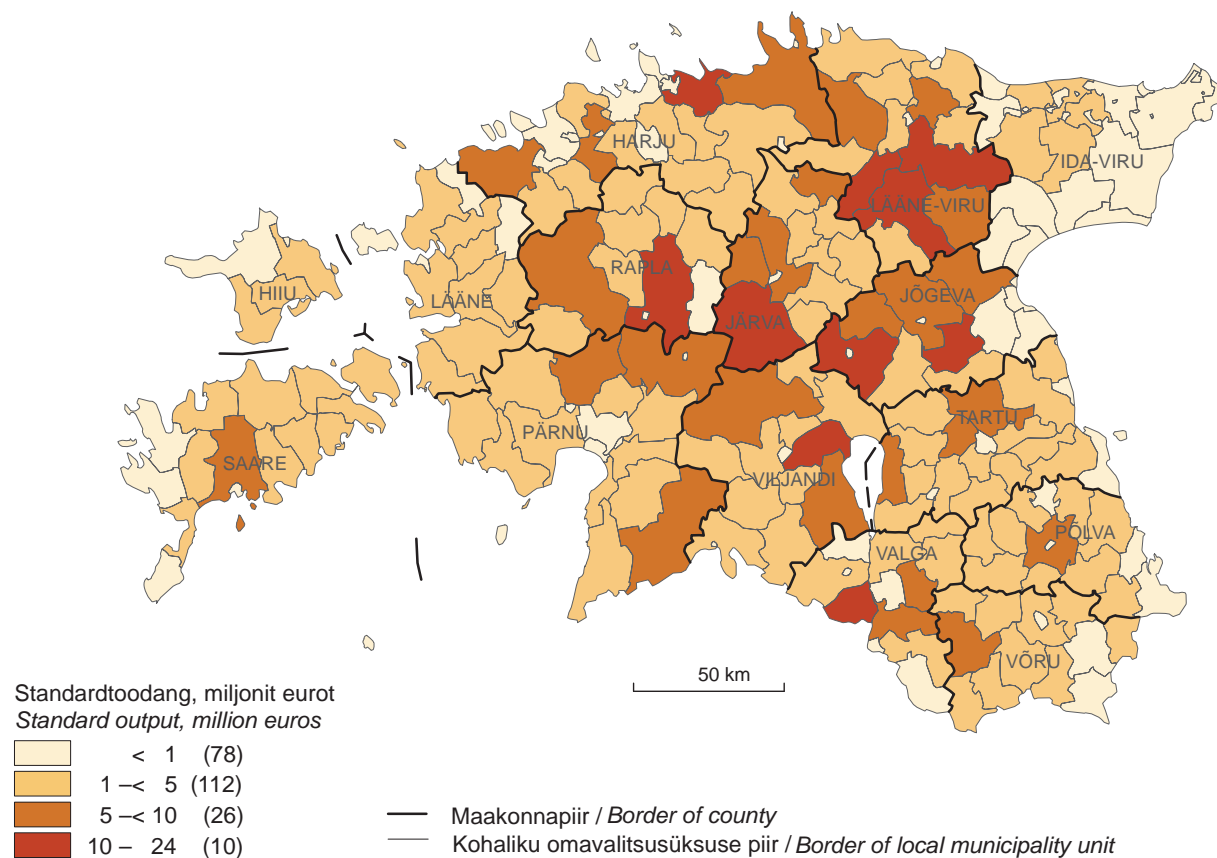 HARJU
IDA-VIRU
LÄÄNE-VIRU
RAPLA
HIIU
LÄÄNE
JÄRVA
JÕGEVA
TARTU
PÄRNU
SAARE
VILJANDI
PÕLVA
VALGA
VÕRU
50 km
Standardtoodang, miljonit eurot
Standard output, million euros
< 1 (78)
1 –< 5 (112)
5 –< 10 (26)
10 – 24 (10)
Maakonnapiir / Border of county
Kohaliku omavalitsusüksuse piir / Border of local municipality unit